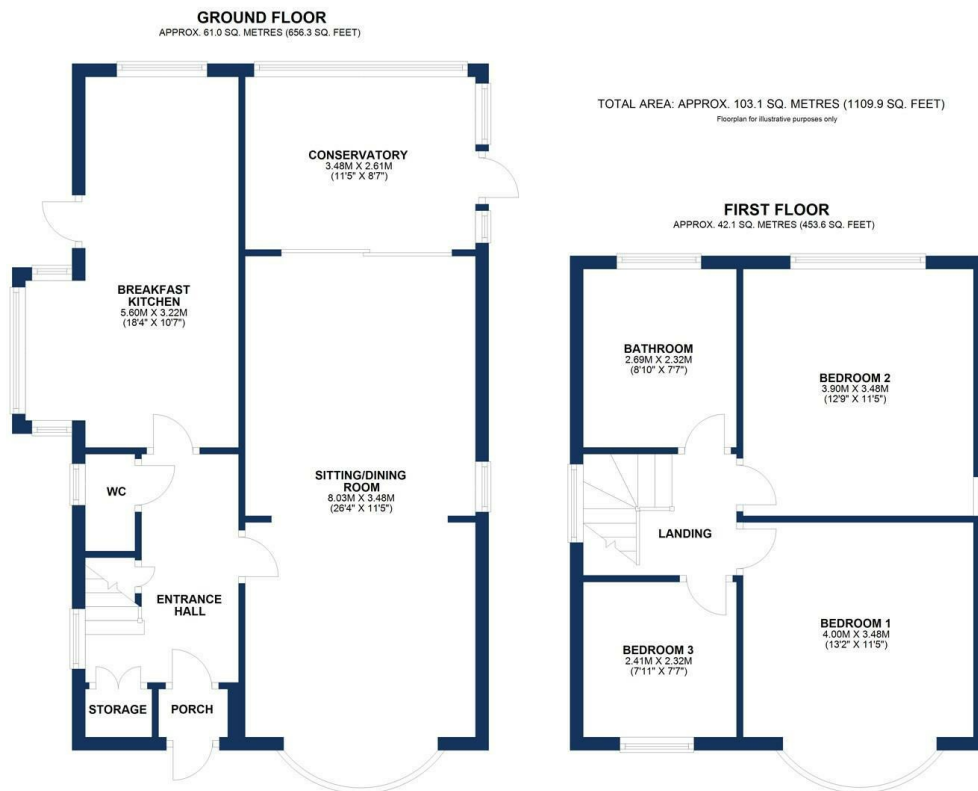 GROUND FLOOR
APPROX. 61.0 SQ. METRES (656.3 SQ. FEET)
CONSERVATORY
3.48M X 2.61M
(11'5" X 8'7")
BREAKFAST
KITCHEN
5.60M X 3.22M
(18'4" X 10'7")
WC
SITTING/DINING
ROOM
8.03M X 3.48M
(26'4" X 11'5")
ENTRANCE
HALL
STORAGE
PORCH
TOTAL AREA: APPROX. 103.1 SQ. METRES (1109.9 SQ. FEET)
Floorplan for illustrative purposes only
FIRST FLOOR
APPROX. 42.1 SQ. METRES (453.6 SQ. FEET)
BATHROOM
2.69M X 2.32M
(8'10" X 7'7")
BEDROOM 2
3.90M X 3.48M
(12'9" X 11'5")
LANDING
BEDROOM 3
2.41M X 2.32M
(7'11" X 7'7")
BEDROOM 1
4.00M X 3.48M
(13'2" X 11'5")